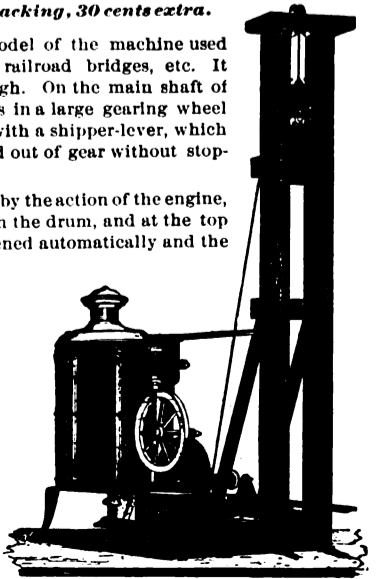 acking, 30 cents extra.
odel of the machine used
railroad bridges, etc. It
gh. On the main shaft of
s in a large gearing wheel
with a shipper-lever, which
d out of gear without stop-
by the action of the engine,
n the drum, and at the top
ened automatically and the